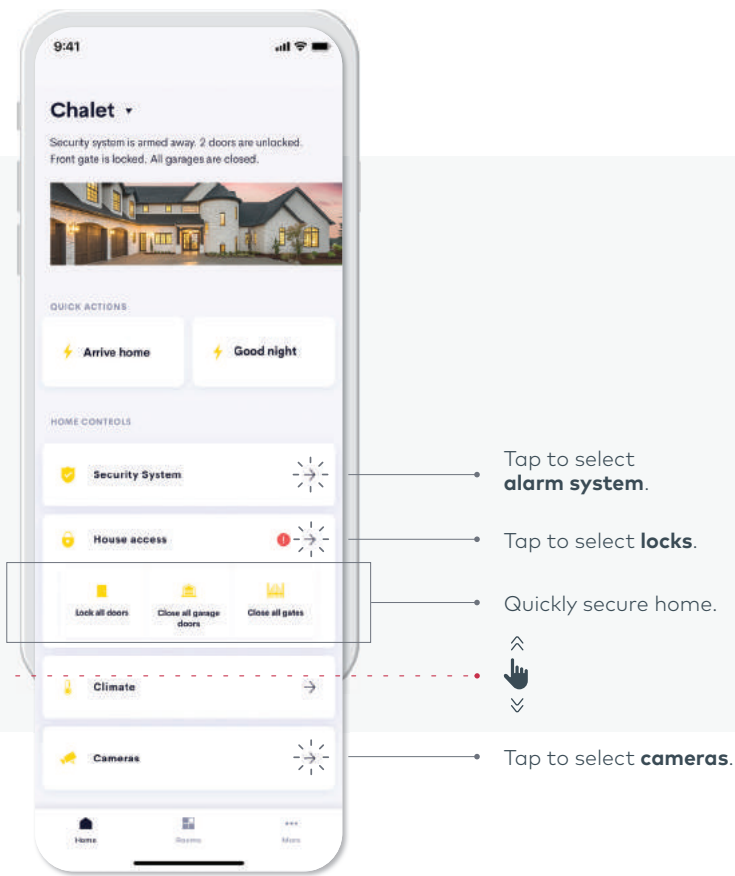 9:41
Chalet
Security system is armed away. 2 doors are unlocked.
Front gate is locked. All garages are closed.
QUICK ACTIONS
Arrive home
Good night
HOME CONTROLS
Security System
Tap to select
alarm system.
House access
Tap to select locks.
Lock all doors
Close all garage
doors
Close all gates
Quickly secure home.
Climate
Cameras
Tap to select cameras.
Home
Rooms
More